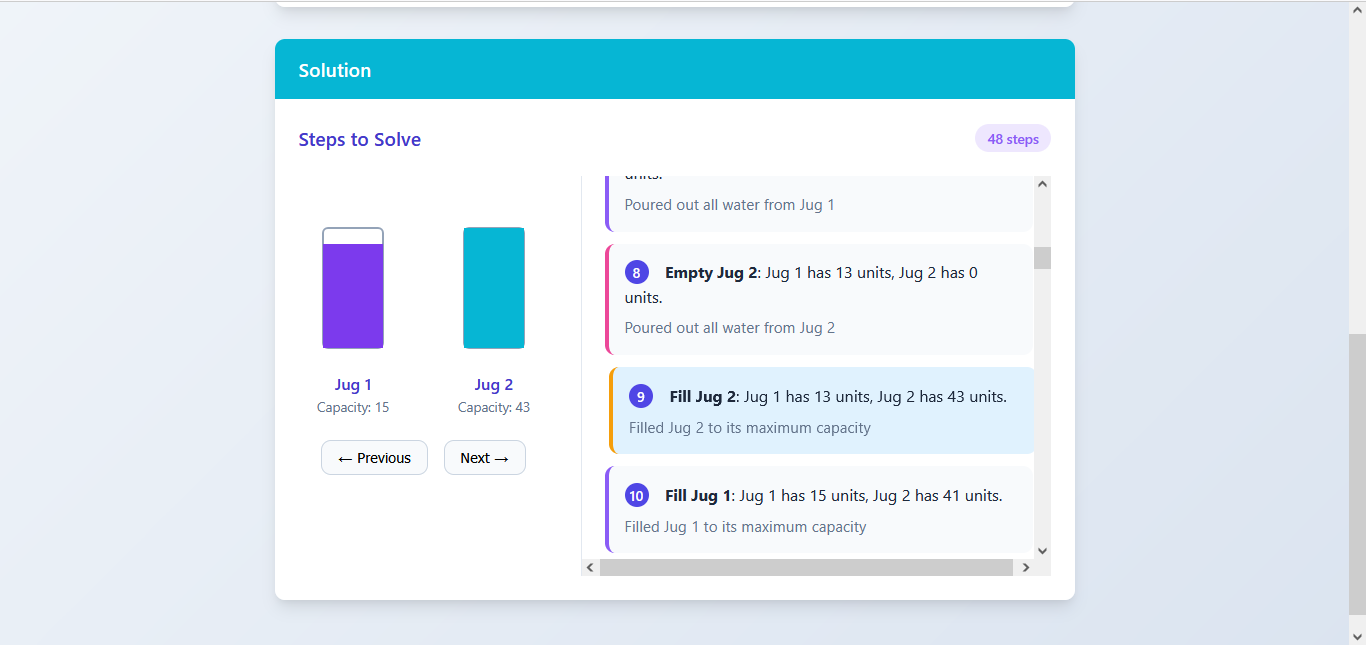 Solution
Steps to Solve
48 steps
Jug 1
Capacity: 15
Jug 2
Capacity: 43
← Previous
Next →
units.
Poured out all water from Jug 1
8 Empty Jug 2: Jug 1 has 13 units, Jug 2 has 0
units.
Poured out all water from Jug 2
9 Fill Jug 2: Jug 1 has 13 units, Jug 2 has 43 units.
Filled Jug 2 to its maximum capacity
10 Fill Jug 1: Jug 1 has 15 units, Jug 2 has 41 units.
Filled Jug 1 to its maximum capacity